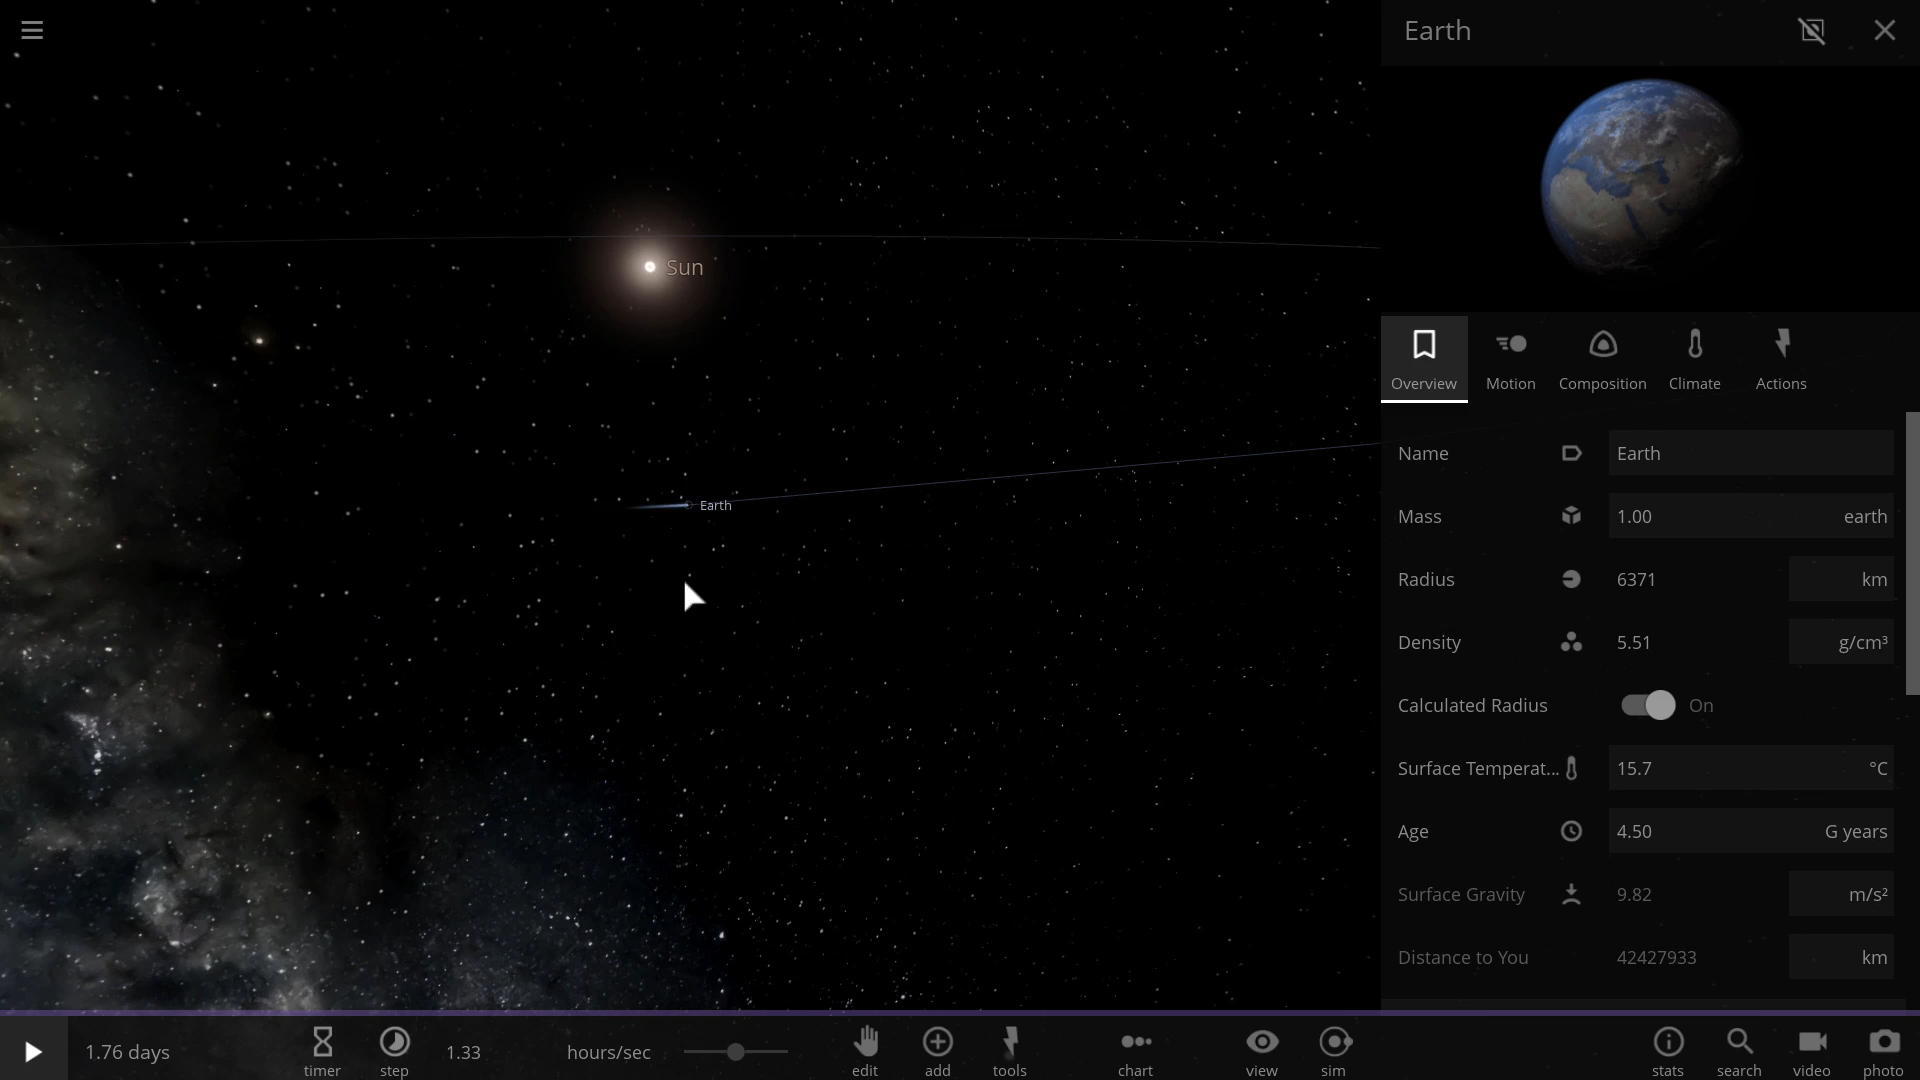 Earth
Sun
Earth
Overview
Motion
Composition
Climate
Actions
Name Earth
Mass 1.00 earth
Radius 6371 km
Density 5.51 g/cm³
Calculated Radius On
Surface Temperat... 15.7 °C
Age 4.50 G years
Surface Gravity 9.82 m/s²
Distance to You 42427933 km
1.76 days
timer
step
1.33 hours/sec
edit
add
tools
chart
view
sim
stats
search
video
photo